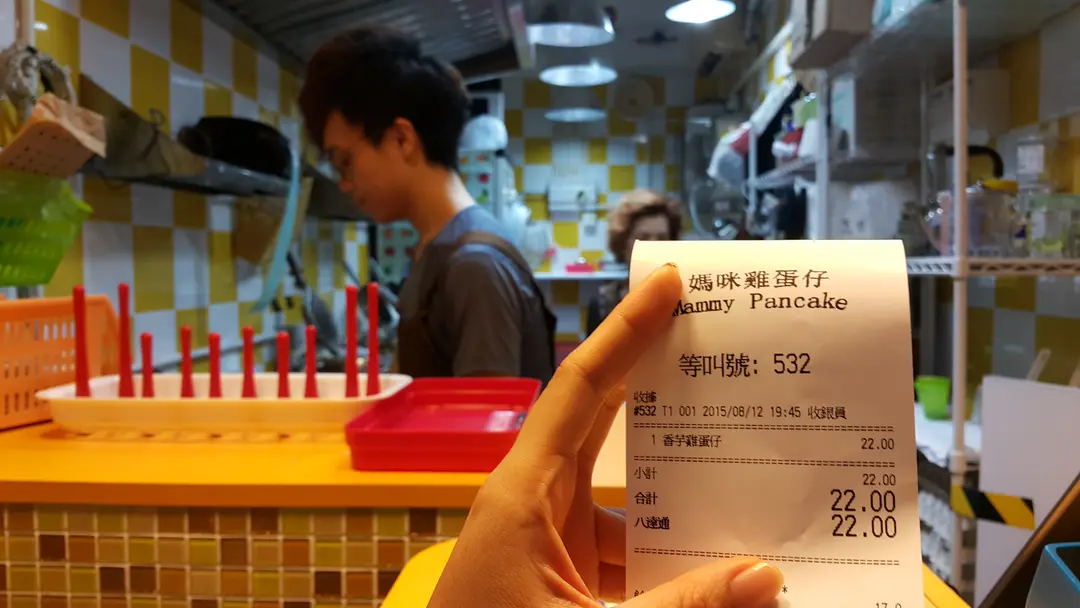 媽咪雞蛋仔
Mammy Pancake
等叫號: 532
收據
#532 T1 001 2015/08/12 19:45 收銀員
1 香芋雞蛋仔 22.00
小計 22.00
合計 22.00
八達通 22.00